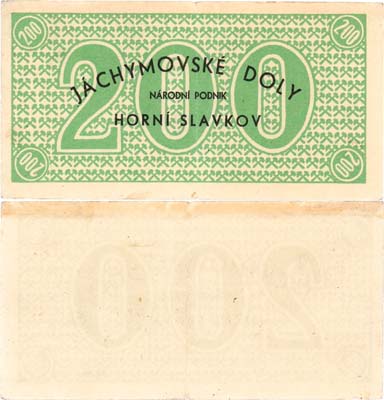 200 200
JÁCHYMOVSKÉ DOLY
NÁRODNÍ PODNIK
200
HORNÍ SLAVKOV
200 200